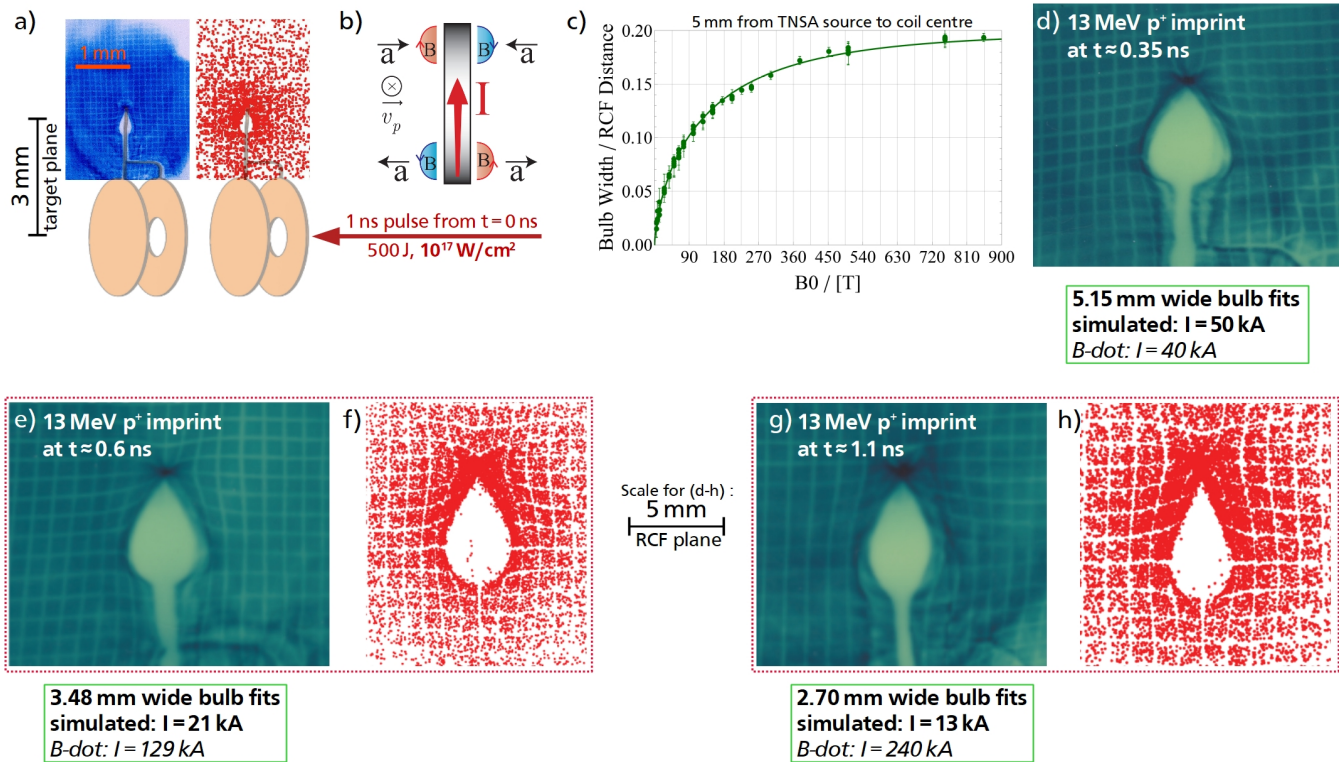 a)
1 mm
3 mm
target plane
1 ns pulse from t = 0 ns
500 J, 10¹⁷ W/cm²
b)
a B B a
⊗
v_p
I
a B B a
c)
5 mm from TNSA source to coil centre
Bulb Width / RCF Distance
0.20
0.15
0.10
0.05
0.00
90 180 270 360 450 540 630 720 810 900
B0 / [T]
d) 13 MeV p⁺ imprint
at t ≈ 0.35 ns
5.15 mm wide bulb fits
simulated: I = 50 kA
B-dot: I = 40 kA
e) 13 MeV p⁺ imprint
at t ≈ 0.6 ns
f)
3.48 mm wide bulb fits
simulated: I = 21 kA
B-dot: I = 129 kA
Scale for (d-h) :
5 mm
RCF plane
g) 13 MeV p⁺ imprint
at t ≈ 1.1 ns
h)
2.70 mm wide bulb fits
simulated: I = 13 kA
B-dot: I = 240 kA